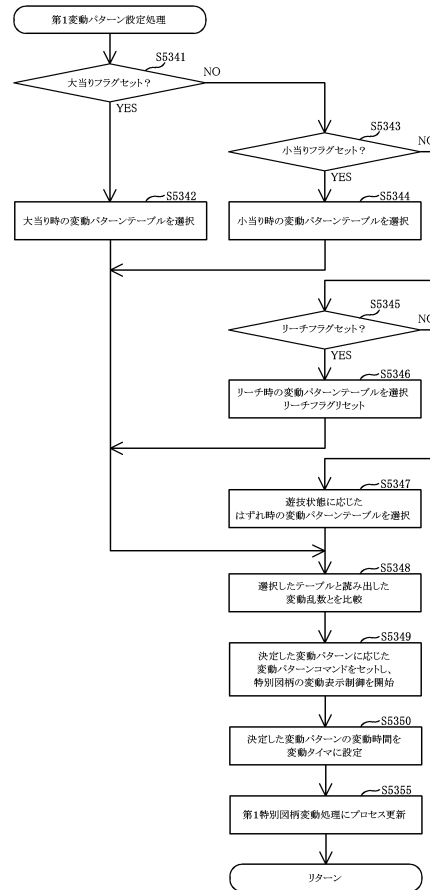 第1変動パターン設定処理
S5341
大当りフラグセット？
NO
YES
S5343
小当りフラグセット？
NO
YES
S5342
大当り時の変動パターンテーブルを選択
S5344
小当り時の変動パターンテーブルを選択
S5345
リーチフラグセット？
NO
YES
S5346
リーチ時の変動パターンテーブルを選択
リーチフラグリセット
S5347
遊技状態に応じた
はずれ時の変動パターンテーブルを選択
S5348
選択したテーブルと読み出した
変動乱数とを比較
S5349
決定した変動パターンに応じた
変動パターンコマンドをセットし、
特別図柄の変動表示制御を開始
S5350
決定した変動パターンの変動時間を
変動タイマに設定
S5355
第1特別図柄変動処理にプロセス更新
リターン